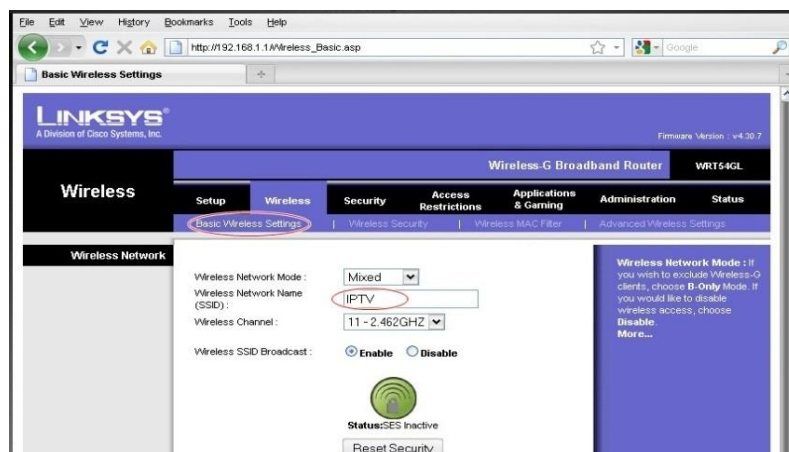 File Edit View History Bookmarks Tools Help
http://192.168.1.1/Wireless_Basic.asp
Google
Basic Wireless Settings
LINKSYS®
A Division of Cisco Systems, Inc.
Firmware Version : v4.30.7
Wireless-G Broadband Router WRT54GL
Wireless
Setup Wireless Security Access Restrictions Applications & Gaming Administration Status
Basic Wireless Settings | Wireless Security | Wireless MAC Filter | Advanced Wireless Settings
Wireless Network
Wireless Network Mode : Mixed
Wireless Network Name (SSID) : IPTV
Wireless Channel : 11 - 2.462GHZ
Wireless SSID Broadcast : Enable Disable
Status:SES Inactive
Reset Security
Wireless Network Mode : If
you wish to exclude Wireless-G
clients, choose B-Only Mode. If
you would like to disable
wireless access, choose
Disable.
More...